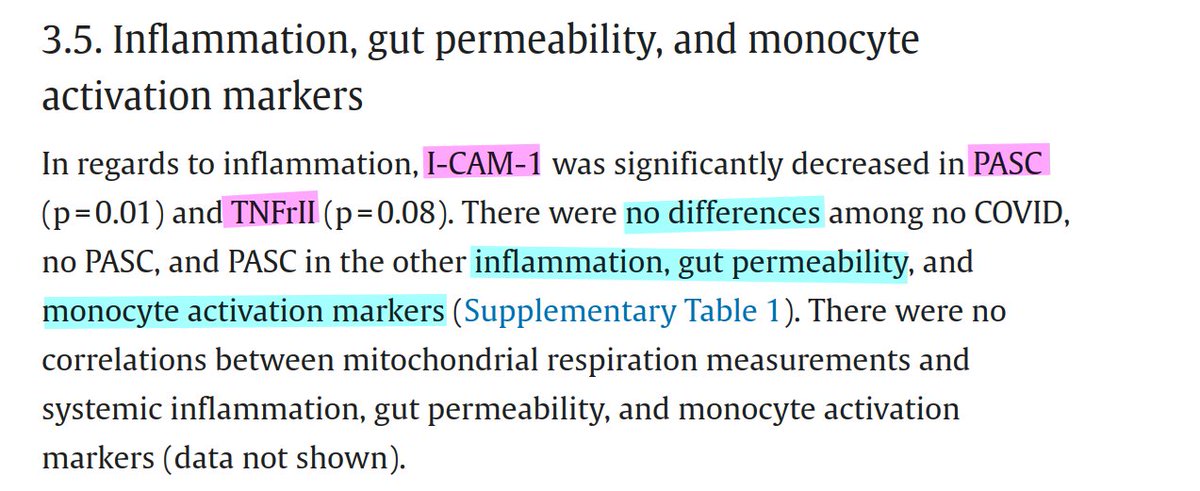 3.5. Inflammation, gut permeability, and monocyte
activation markers
In regards to inflammation, I-CAM-1 was significantly decreased in PASC
(p=0.01) and TNFrII (p=0.08). There were no differences among no COVID,
no PASC, and PASC in the other inflammation, gut permeability, and
monocyte activation markers (Supplementary Table 1). There were no
correlations between mitochondrial respiration measurements and
systemic inflammation, gut permeability, and monocyte activation
markers (data not shown).